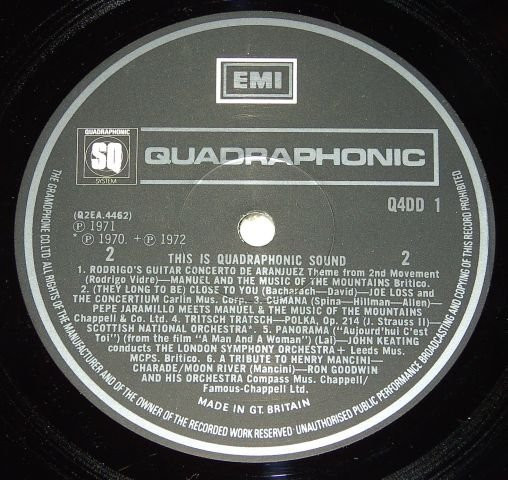 EMI
QUADRAPHONIC
SQ
SYSTEM
QUADRAPHONIC
Q4DD 1
(Q2EA.4462)
℗ 1971
* ℗ 1970. + ℗ 1972
2 THIS IS QUADRAPHONIC SOUND 2
1. RODRIGO'S GUITAR CONCERTO DE ARANJUEZ Theme from 2nd Movement
(Rodrigo Vidre)—MANUEL AND THE MUSIC OF THE MOUNTAINS Britico.
2. (THEY LONG TO BE) CLOSE TO YOU (Bacharach—David)—JOE LOSS and
THE CONCERTIUM Carlin Mus. Corp. 3. CUMANA (Spina—Hillman—Allen)—
PEPE JARAMILLO MEETS MANUEL & THE MUSIC OF THE MOUNTAINS
Chappell & Co. Ltd. 4. TRITSCH TRATSCH—POLKA, Op. 214 (J. Strauss II)
SCOTTISH NATIONAL ORCHESTRA*. 5. PANORAMA ("Aujourd'hui C'est
Toi") (from the film "A Man And A Woman") (Lai)—JOHN KEATING
conducts THE LONDON SYMPHONY ORCHESTRA + Leeds Mus.
MCPS. Britico. 6. A TRIBUTE TO HENRY MANCINI—
CHARADE/MOON RIVER (Mancini)—RON GOODWIN
AND HIS ORCHESTRA Compass Mus. Chappell/
Famous-Chappell Ltd.
MADE IN GT. BRITAIN
THE GRAMOPHONE CO. LTD. ALL RIGHTS OF THE MANUFACTURER AND OF THE OWNER OF THE RECORDED WORK RESERVED · UNAUTHORISED PUBLIC PERFORMANCE BROADCASTING AND COPYING OF THIS RECORD PROHIBITED